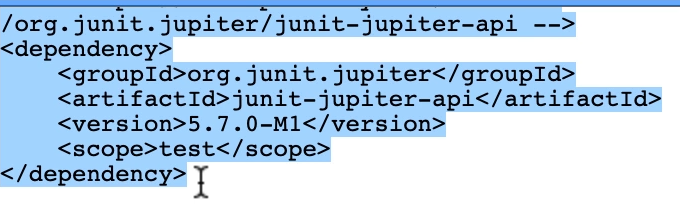 /org.junit.jupiter/junit-jupiter-api -->
<dependency>
    <groupId>org.junit.jupiter</groupId>
    <artifactId>junit-jupiter-api</artifactId>
    <version>5.7.0-M1</version>
    <scope>test</scope>
</dependency>